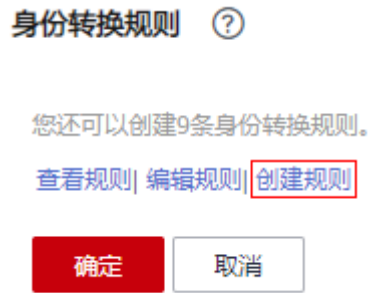 身份转换规则 ?
您还可以创建9条身份转换规则。
查看规则| 编辑规则| 创建规则
确定 取消